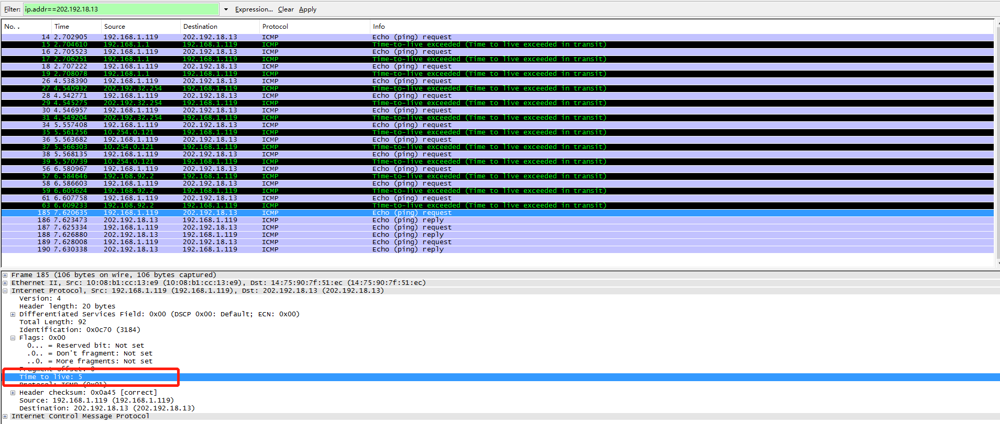 Filter: ip.addr==202.192.18.13 Expression... Clear Apply
No. . Time Source Destination Protocol Info
14 2.702905 192.168.1.119 202.192.18.13 ICMP Echo (ping) request
15 2.704610 192.168.1.1 192.168.1.119 ICMP Time-to-live exceeded (Time to live exceeded in transit)
16 2.705523 192.168.1.119 202.192.18.13 ICMP Echo (ping) request
17 2.706251 192.168.1.1 192.168.1.119 ICMP Time-to-live exceeded (Time to live exceeded in transit)
18 2.707222 192.168.1.119 202.192.18.13 ICMP Echo (ping) request
19 2.708078 192.168.1.1 192.168.1.119 ICMP Time-to-live exceeded (Time to live exceeded in transit)
26 4.538390 192.168.1.119 202.192.18.13 ICMP Echo (ping) request
27 4.540932 202.192.32.254 192.168.1.119 ICMP Time-to-live exceeded (Time to live exceeded in transit)
28 4.542771 192.168.1.119 202.192.18.13 ICMP Echo (ping) request
29 4.545275 202.192.32.254 192.168.1.119 ICMP Time-to-live exceeded (Time to live exceeded in transit)
30 4.546957 192.168.1.119 202.192.18.13 ICMP Echo (ping) request
31 4.549204 202.192.32.254 192.168.1.119 ICMP Time-to-live exceeded (Time to live exceeded in transit)
34 5.557408 192.168.1.119 202.192.18.13 ICMP Echo (ping) request
35 5.561256 10.254.0.121 192.168.1.119 ICMP Time-to-live exceeded (Time to live exceeded in transit)
36 5.563682 192.168.1.119 202.192.18.13 ICMP Echo (ping) request
37 5.566303 10.254.0.121 192.168.1.119 ICMP Time-to-live exceeded (Time to live exceeded in transit)
38 5.568135 192.168.1.119 202.192.18.13 ICMP Echo (ping) request
39 5.570739 10.254.0.121 192.168.1.119 ICMP Time-to-live exceeded (Time to live exceeded in transit)
56 6.580967 192.168.1.119 202.192.18.13 ICMP Echo (ping) request
57 6.584646 192.168.92.2 192.168.1.119 ICMP Time-to-live exceeded (Time to live exceeded in transit)
58 6.586603 192.168.1.119 202.192.18.13 ICMP Echo (ping) request
59 6.605624 192.168.92.2 192.168.1.119 ICMP Time-to-live exceeded (Time to live exceeded in transit)
61 6.607758 192.168.1.119 202.192.18.13 ICMP Echo (ping) request
63 6.609233 192.168.92.2 192.168.1.119 ICMP Time-to-live exceeded (Time to live exceeded in transit)
185 7.620635 192.168.1.119 202.192.18.13 ICMP Echo (ping) request
186 7.623473 202.192.18.13 192.168.1.119 ICMP Echo (ping) reply
187 7.625334 192.168.1.119 202.192.18.13 ICMP Echo (ping) request
188 7.626880 202.192.18.13 192.168.1.119 ICMP Echo (ping) reply
189 7.628008 192.168.1.119 202.192.18.13 ICMP Echo (ping) request
190 7.630338 202.192.18.13 192.168.1.119 ICMP Echo (ping) reply
Frame 185 (106 bytes on wire, 106 bytes captured)
Ethernet II, Src: 10:08:b1:cc:13:e9 (10:08:b1:cc:13:e9), Dst: 14:75:90:7f:51:ec (14:75:90:7f:51:ec)
Internet Protocol, Src: 192.168.1.119 (192.168.1.119), Dst: 202.192.18.13 (202.192.18.13)
Version: 4
Header length: 20 bytes
Differentiated Services Field: 0x00 (DSCP 0x00: Default; ECN: 0x00)
Total Length: 92
Identification: 0x0c70 (3184)
Flags: 0x00
0... = Reserved bit: Not set
.0.. = Don't fragment: Not set
..0. = More fragments: Not set
Fragment offset: 0
Time to live: 5
Protocol: ICMP (0x01)
Header checksum: 0x0a45 [correct]
Source: 192.168.1.119 (192.168.1.119)
Destination: 202.192.18.13 (202.192.18.13)
Internet Control Message Protocol